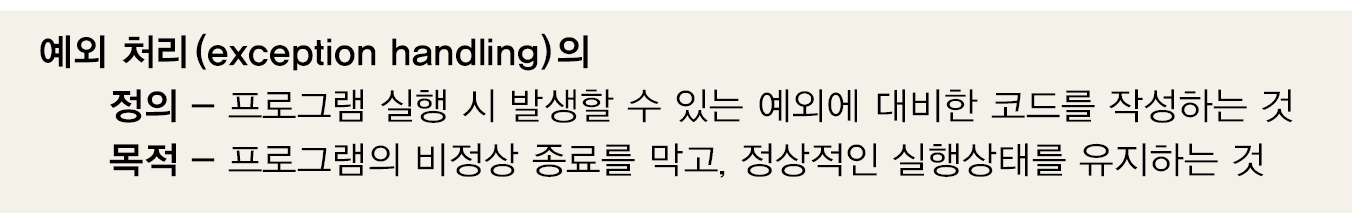 예외 처리(exception handling)의
정의 – 프로그램 실행 시 발생할 수 있는 예외에 대비한 코드를 작성하는 것
목적 – 프로그램의 비정상 종료를 막고, 정상적인 실행상태를 유지하는 것